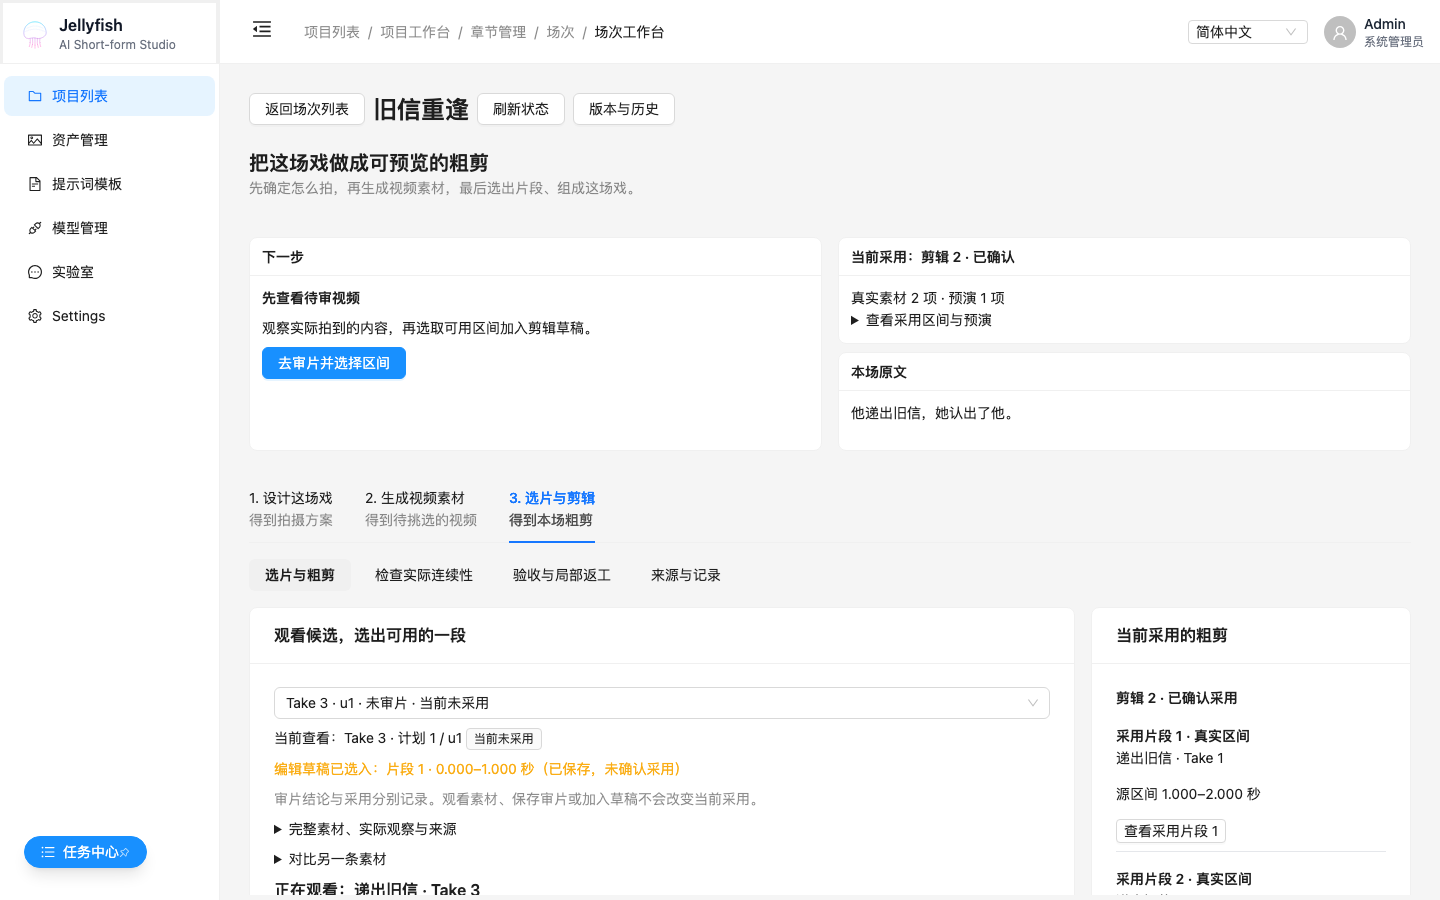 Jellyfish
AI Short-form Studio
项目列表
资产管理
提示词模板
模型管理
实验室
Settings
任务中心
项目列表 / 项目工作台 / 章节管理 / 场次 / 场次工作台
简体中文
Admin
系统管理员
返回场次列表 旧信重逢 刷新状态 版本与历史
把这场戏做成可预览的粗剪
先确定怎么拍，再生成视频素材，最后选出片段、组成这场戏。
下一步
先查看待审视频
观察实际拍到的内容，再选取可用区间加入剪辑草稿。
去审片并选择区间
当前采用：剪辑 2 · 已确认
真实素材 2 项 · 预演 1 项
查看采用区间与预演
本场原文
他递出旧信，她认出了他。
1. 设计这场戏
得到拍摄方案
2. 生成视频素材
得到待挑选的视频
3. 选片与剪辑
得到本场粗剪
选片与粗剪 检查实际连续性 验收与局部返工 来源与记录
观看候选，选出可用的一段
Take 3 · u1 · 未审片 · 当前未采用
当前查看：Take 3 · 计划 1 / u1 当前未采用
编辑草稿已选入：片段 1 · 0.000–1.000 秒（已保存，未确认采用）
审片结论与采用分别记录。观看素材、保存审片或加入草稿不会改变当前采用。
完整素材、实际观察与来源
对比另一条素材
正在观看：递出旧信 · Take 3
当前采用的粗剪
剪辑 2 · 已确认采用
采用片段 1 · 真实区间
递出旧信 · Take 1
源区间 1.000–2.000 秒
查看采用片段 1
采用片段 2 · 真实区间